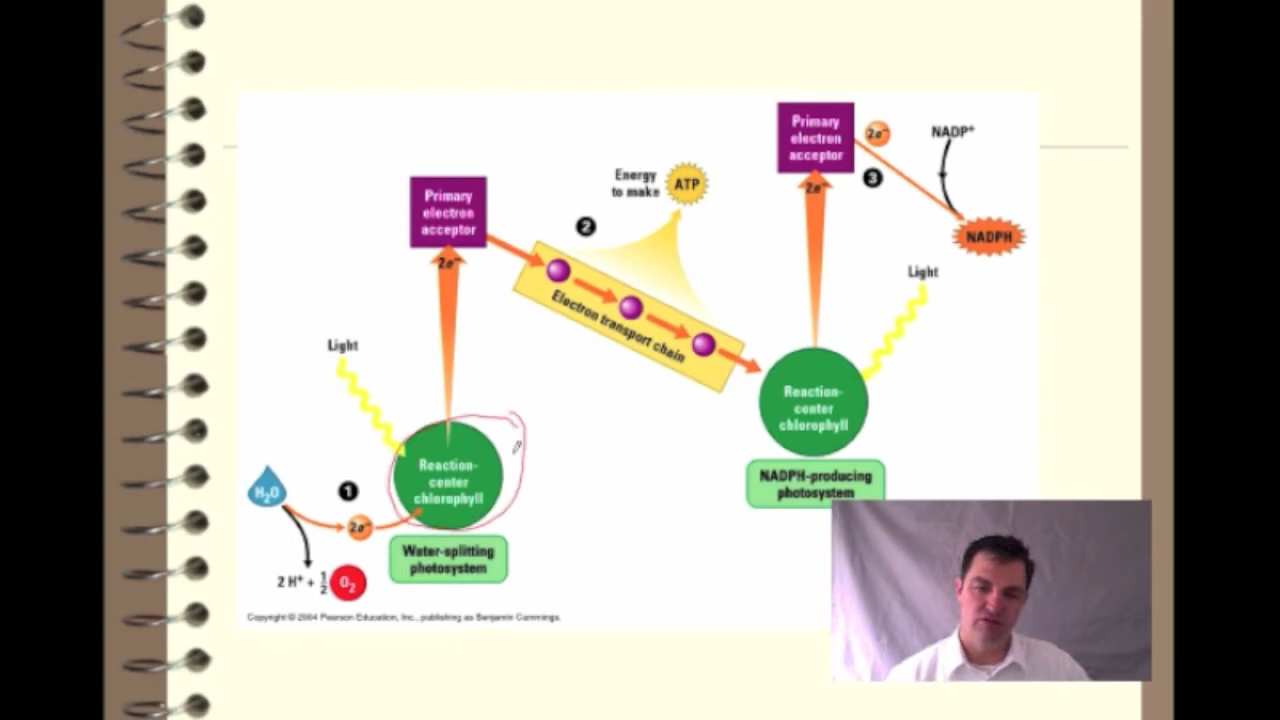 Primary
electron
acceptor
2e⁻
NADP⁺
Energy
to make
ATP
3
2e⁻
Primary
electron
acceptor
2
NADPH
2e⁻
Light
Electron transport chain
Light
Reaction-
center
chlorophyll
Reaction-
center
chlorophyll
NADPH-producing
photosystem
H₂O
1
2e⁻
Water-splitting
photosystem
2 H⁺ + 1/2 O₂
Copyright © 2004 Pearson Education, Inc., publishing as Benjamin Cummings.